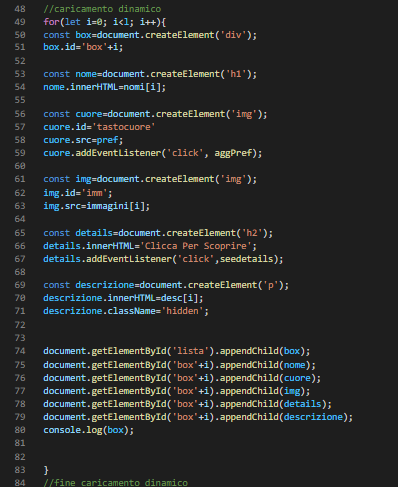 48 //caricamento dinamico
49 for(let i=0; i<l; i++){
50 const box=document.createElement('div');
51 box.id='box'+i;
52
53 const nome=document.createElement('h1');
54 nome.innerHTML=nomi[i];
55
56 const cuore=document.createElement('img');
57 cuore.id='tastocuore'
58 cuore.src=pref;
59 cuore.addEventListener('click', aggPref);
60
61 const img=document.createElement('img');
62 img.id='imm';
63 img.src=immagini[i];
64
65 const details=document.createElement('h2');
66 details.innerHTML='Clicca Per Scoprire';
67 details.addEventListener('click',seedetails);
68
69 const descrizione=document.createElement('p');
70 descrizione.innerHTML=desc[i];
71 descrizione.className='hidden';
72
73
74 document.getElementById('lista').appendChild(box);
75 document.getElementById('box'+i).appendChild(nome);
76 document.getElementById('box'+i).appendChild(cuore);
77 document.getElementById('box'+i).appendChild(img);
78 document.getElementById('box'+i).appendChild(details);
79 document.getElementById('box'+i).appendChild(descrizione);
80 console.log(box);
81
82
83 }
84 //fine caricamento dinamico